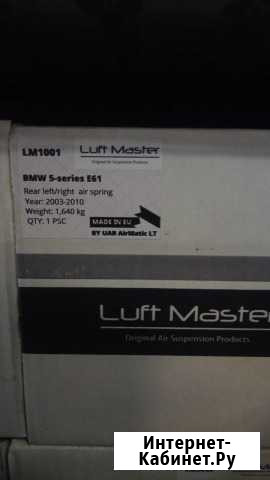 LM1001
Luft Master
Original Air Suspension Products
BMW 5-series E61
Rear left/right air spring
Year: 2003-2010
Weight: 1,640 kg
QTY: 1 PSC
MADE IN EU
BY UAB AirMatic LT
Luft Master
Original Air Suspension Products
Интернет-
Кабинет.Ру